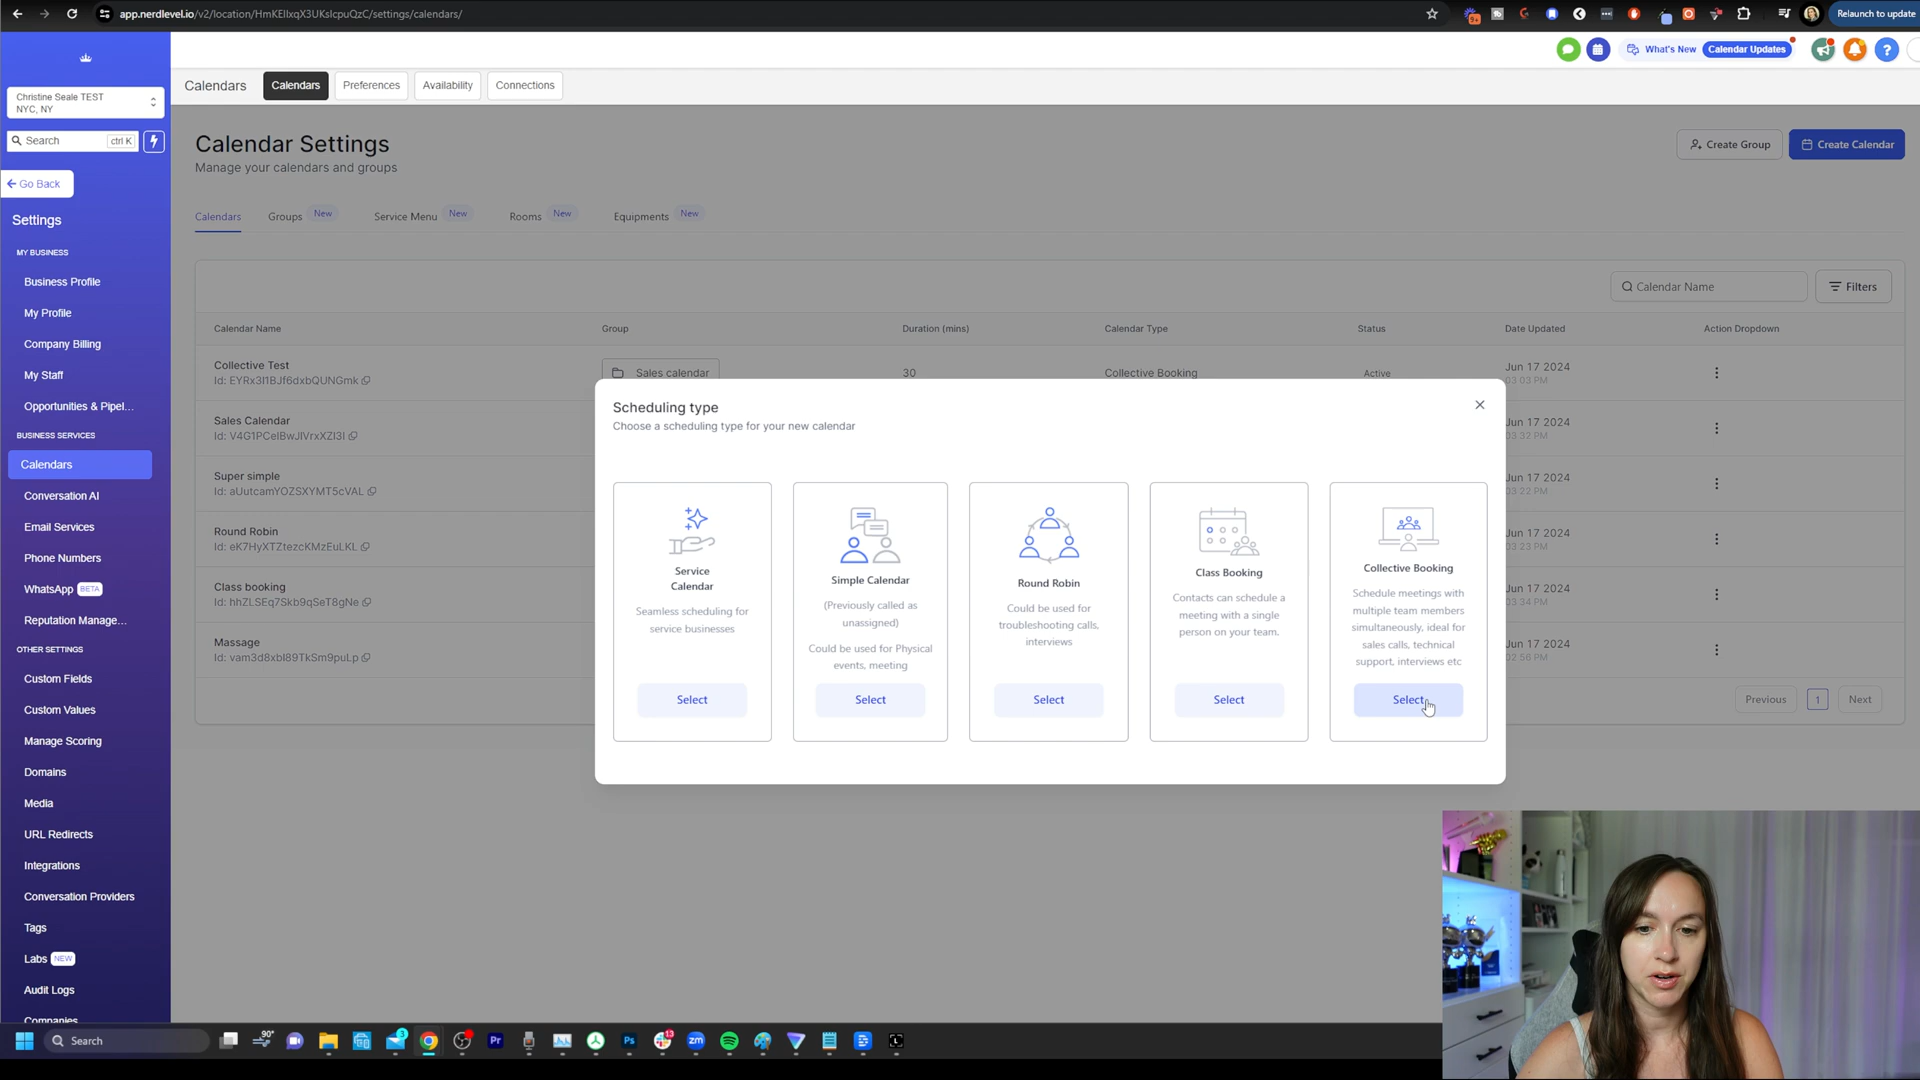 app.nerdlevel.io/v2/location/HmKEIlxqX3UKslcpuQzC/settings/calendars/
9+
Relaunch to update
What's New Calendar Updates
?
Christine Seale TEST
NYC, NY
Search ctrl K
Go Back
Settings
MY BUSINESS
Business Profile
My Profile
Company Billing
My Staff
Opportunities & Pipel...
BUSINESS SERVICES
Calendars
Conversation AI
Email Services
Phone Numbers
WhatsApp BETA
Reputation Manage...
OTHER SETTINGS
Custom Fields
Custom Values
Manage Scoring
Domains
Media
URL Redirects
Integrations
Conversation Providers
Tags
Labs NEW
Audit Logs
Companies
Calendars Calendars Preferences Availability Connections
Calendar Settings
Manage your calendars and groups
Create Group Create Calendar
Calendars Groups New Service Menu New Rooms New Equipments New
Calendar Name Filters
Calendar Name Group Duration (mins) Calendar Type Status Date Updated Action Dropdown
Collective Test Sales calendar 30 Collective Booking Active Jun 17 2024
Id: EYRx3I1BJf6dxbQUNGmk 03 03 PM
Sales Calendar Jun 17 2024
Id: V4G1PCelBwJIVrxXZI3I 03 32 PM
Super simple Jun 17 2024
Id: aUutcamYOZSXYMT5cVAL 03 22 PM
Round Robin Jun 17 2024
Id: eK7HyXTZtezcKMzEuLKL 03 23 PM
Class booking Jun 17 2024
Id: hhZLSEq7Skb9qSeT8gNe 03 34 PM
Massage Jun 17 2024
Id: vam3d8xbl89TkSm9puLp 02 56 PM
Previous 1 Next
Scheduling type
Choose a scheduling type for your new calendar
Service
Calendar
Seamless scheduling for
service businesses
Select
Simple Calendar
(Previously called as
unassigned)
Could be used for Physical
events, meeting
Select
Round Robin
Could be used for
troubleshooting calls,
interviews
Select
Class Booking
Contacts can schedule a
meeting with a single
person on your team.
Select
Collective Booking
Schedule meetings with
multiple team members
simultaneously, ideal for
sales calls, technical
support, interviews etc
Select
Search 90° 3 Pr Ps 13 zm L